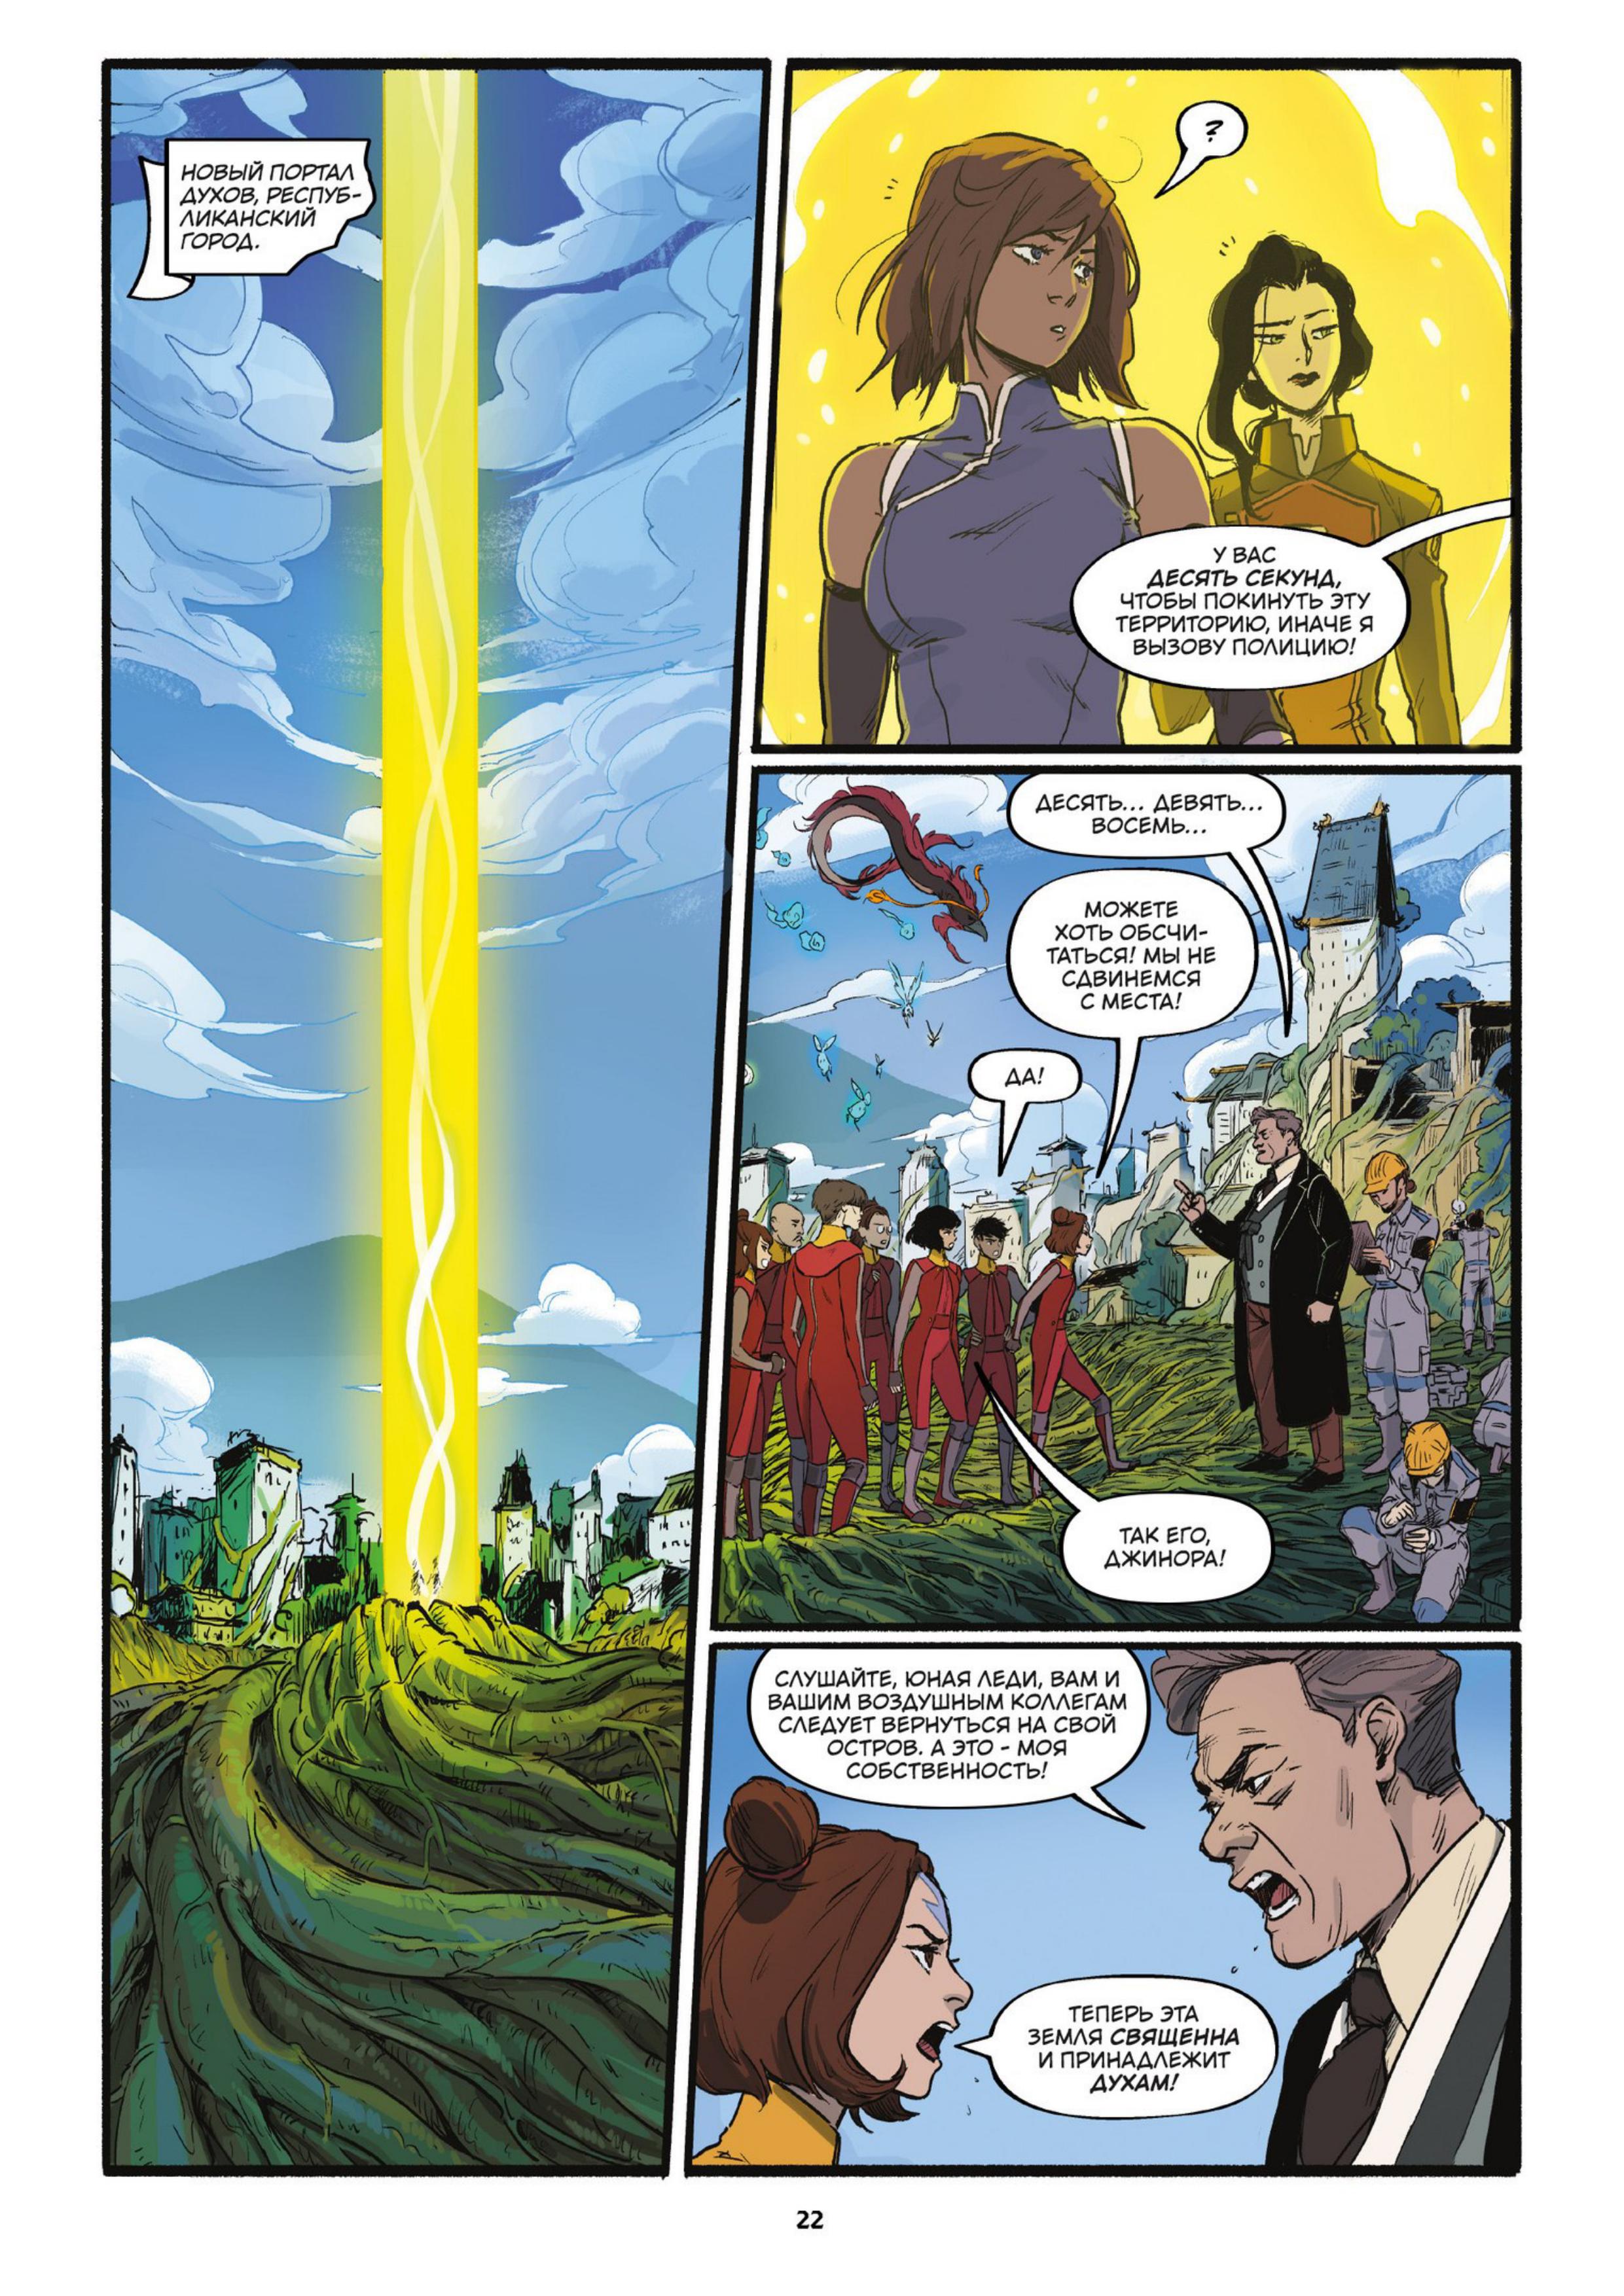 НОВЫЙ ПОРТАЛ
ДУХОВ, РЕСПУБ-
ЛИКАНСКИЙ
ГОРОД.
?
У ВАС
ДЕСЯТЬ СЕКУНД,
ЧТОБЫ ПОКИНУТЬ ЭТУ
ТЕРРИТОРИЮ, ИНАЧЕ Я
ВЫЗОВУ ПОЛИЦИЮ!
ДЕСЯТЬ... ДЕВЯТЬ...
ВОСЕМЬ...
МОЖЕТЕ
ХОТЬ ОБСЧИ-
ТАТЬСЯ! МЫ НЕ
СДВИНЕМСЯ
С МЕСТА!
ДА!
ТАК ЕГО,
ДЖИНОРА!
СЛУШАЙТЕ, ЮНАЯ ЛЕДИ, ВАМ И
ВАШИМ ВОЗДУШНЫМ КОЛЛЕГАМ
СЛЕДУЕТ ВЕРНУТЬСЯ НА СВОЙ
ОСТРОВ. А ЭТО - МОЯ
СОБСТВЕННОСТЬ!
ТЕПЕРЬ ЭТА
ЗЕМЛЯ СВЯЩЕННА
И ПРИНАДЛЕЖИТ
ДУХАМ!
22